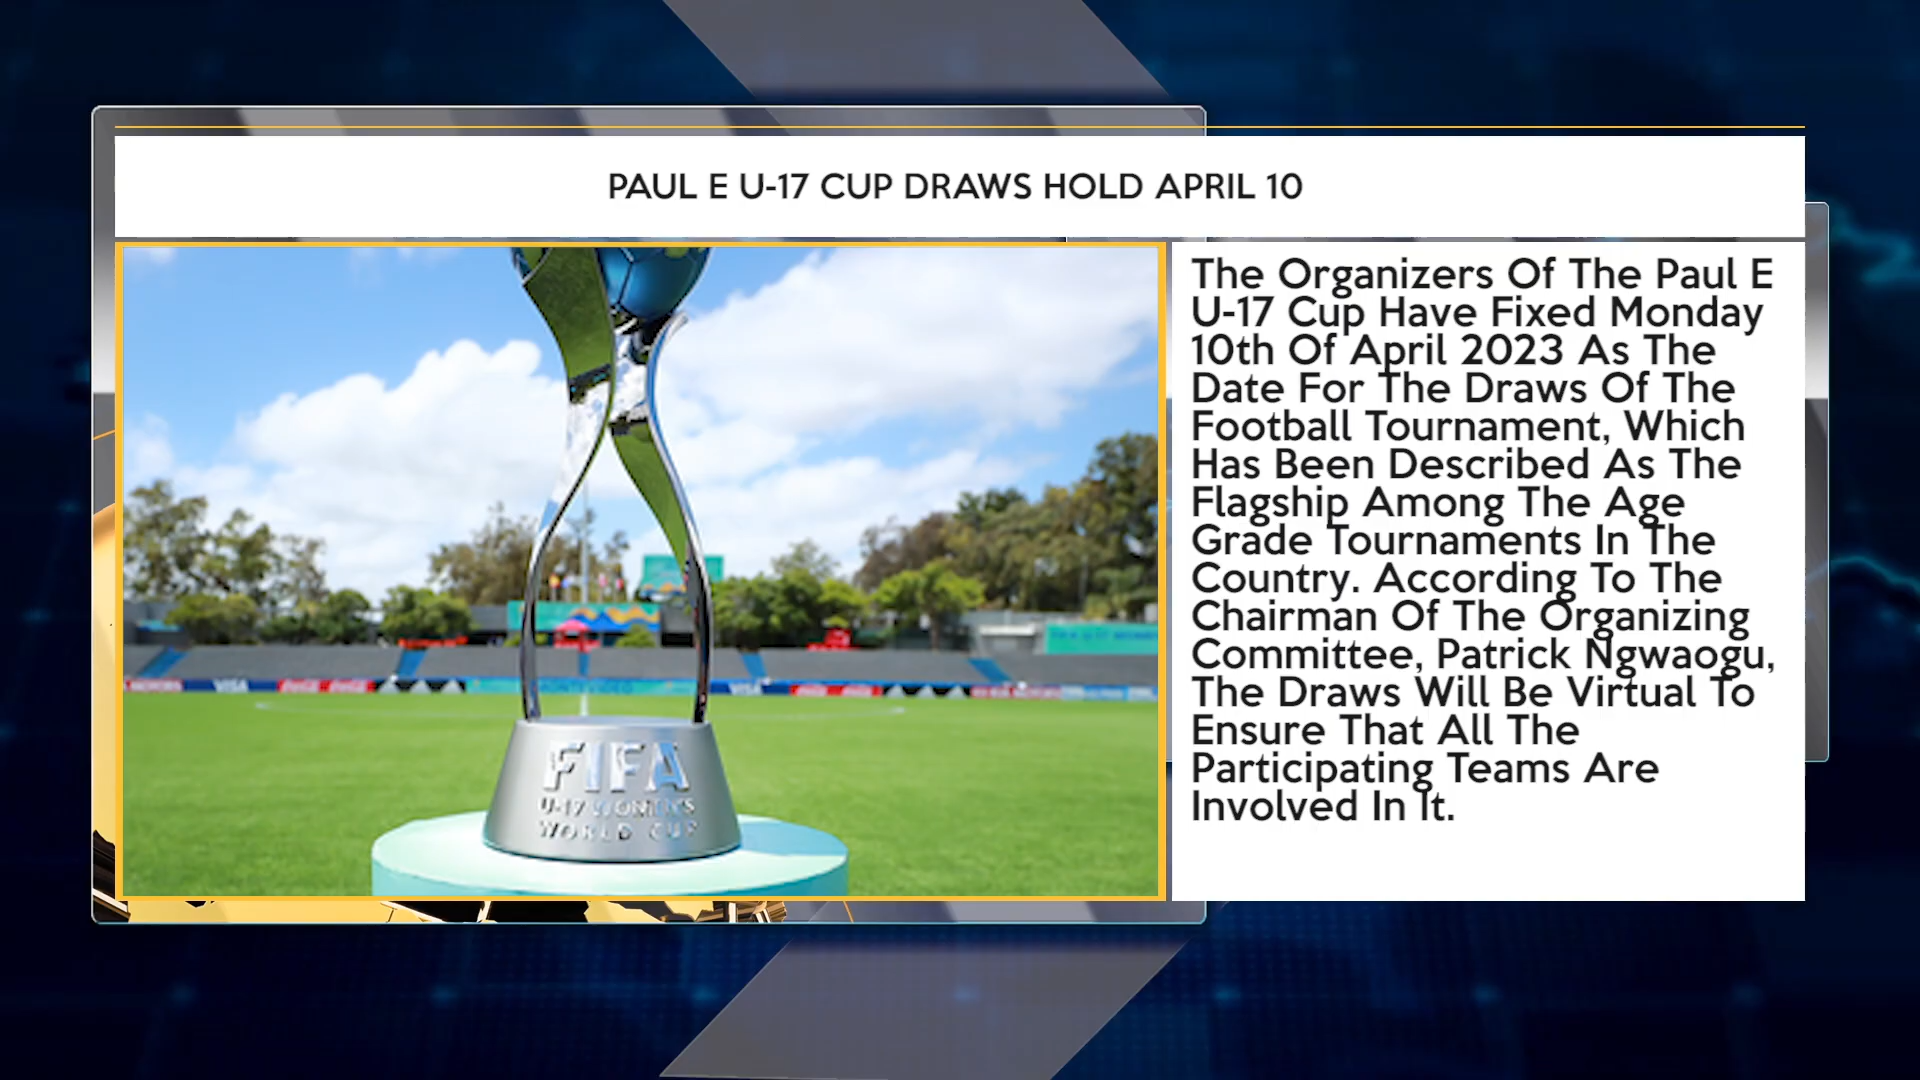 PAUL E U-17 CUP DRAWS HOLD APRIL 10
The Organizers Of The Paul E
U-17 Cup Have Fixed Monday
10th Of April 2023 As The
Date For The Draws Of The
Football Tournament, Which
Has Been Described As The
Flagship Among The Age
Grade Tournaments In The
Country. According To The
Chairman Of The Organizing
Committee, Patrick Ngwaogu,
The Draws Will Be Virtual To
Ensure That All The
Participating Teams Are
Involved In It.
FIFA
U-17 WOMEN'S
WORLD CUP
VISA